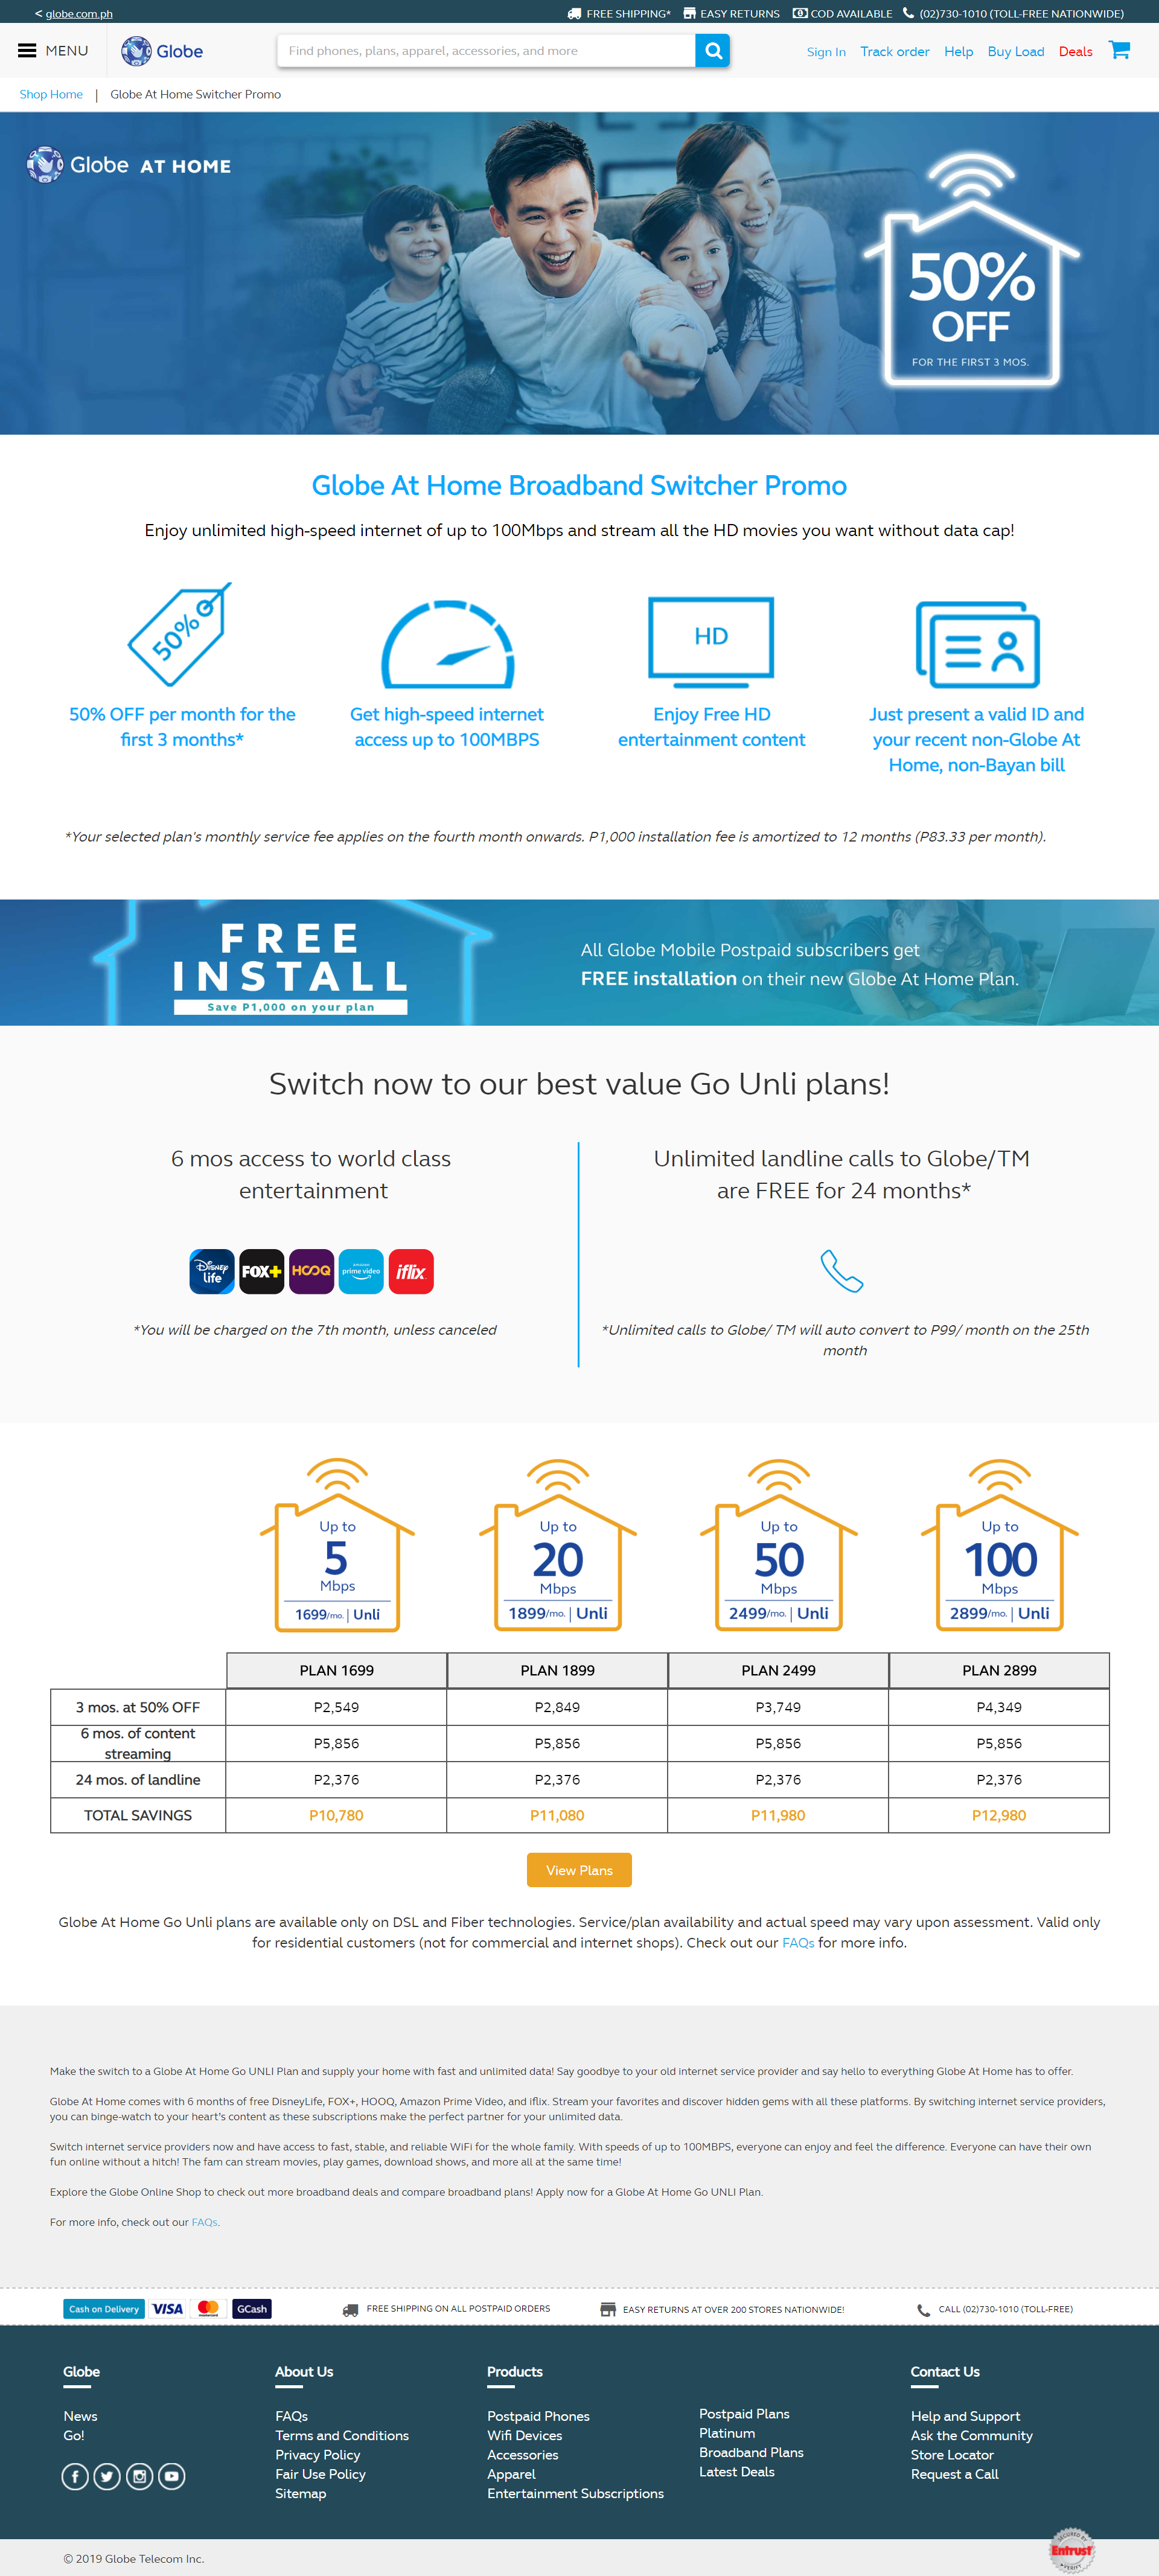 < globe.com.ph
FREE SHIPPING* EASY RETURNS COD AVAILABLE (02)730-1010 (TOLL-FREE NATIONWIDE)
MENU Globe Find phones, plans, apparel, accessories, and more Sign In Track order Help Buy Load Deals
Shop Home | Globe At Home Switcher Promo
Globe AT HOME
50%
OFF
FOR THE FIRST 3 MOS.
Globe At Home Broadband Switcher Promo
Enjoy unlimited high-speed internet of up to 100Mbps and stream all the HD movies you want without data cap!
50%
HD
50% OFF per month for the
first 3 months*
Get high-speed internet
access up to 100MBPS
Enjoy Free HD
entertainment content
Just present a valid ID and
your recent non-Globe At
Home, non-Bayan bill
*Your selected plan's monthly service fee applies on the fourth month onwards. P1,000 installation fee is amortized to 12 months (P83.33 per month).
FREE
INSTALL
Save P1,000 on your plan
All Globe Mobile Postpaid subscribers get
FREE installation on their new Globe At Home Plan.
Switch now to our best value Go Unli plans!
6 mos access to world class
entertainment
Disney life FOX+ HOOQ amazon prime video iflix
*You will be charged on the 7th month, unless canceled
Unlimited landline calls to Globe/TM
are FREE for 24 months*
*Unlimited calls to Globe/ TM will auto convert to P99/ month on the 25th
month
Up to
5
Mbps
1699/mo. | Unli
Up to
20
Mbps
1899/mo. | Unli
Up to
50
Mbps
2499/mo. | Unli
Up to
100
Mbps
2899/mo. | Unli
PLAN 1699 PLAN 1899 PLAN 2499 PLAN 2899
3 mos. at 50% OFF P2,549 P2,849 P3,749 P4,349
6 mos. of content
streaming P5,856 P5,856 P5,856 P5,856
24 mos. of landline P2,376 P2,376 P2,376 P2,376
TOTAL SAVINGS P10,780 P11,080 P11,980 P12,980
View Plans
Globe At Home Go Unli plans are available only on DSL and Fiber technologies. Service/plan availability and actual speed may vary upon assessment. Valid only
for residential customers (not for commercial and internet shops). Check out our FAQs for more info.
Make the switch to a Globe At Home Go UNLI Plan and supply your home with fast and unlimited data! Say goodbye to your old internet service provider and say hello to everything Globe At Home has to offer.
Globe At Home comes with 6 months of free DisneyLife, FOX+, HOOQ, Amazon Prime Video, and iflix. Stream your favorites and discover hidden gems with all these platforms. By switching internet service providers,
you can binge-watch to your heart's content as these subscriptions make the perfect partner for your unlimited data.
Switch internet service providers now and have access to fast, stable, and reliable WiFi for the whole family. With speeds of up to 100MBPS, everyone can enjoy and feel the difference. Everyone can have their own
fun online without a hitch! The fam can stream movies, play games, download shows, and more all at the same time!
Explore the Globe Online Shop to check out more broadband deals and compare broadband plans! Apply now for a Globe At Home Go UNLI Plan.
For more info, check out our FAQs.
Cash on Delivery VISA mastercard GCash FREE SHIPPING ON ALL POSTPAID ORDERS EASY RETURNS AT OVER 200 STORES NATIONWIDE! CALL (02)730-1010 (TOLL-FREE)
Globe
News
Go!
About Us
FAQs
Terms and Conditions
Privacy Policy
Fair Use Policy
Sitemap
Products
Postpaid Phones
Wifi Devices
Accessories
Apparel
Entertainment Subscriptions
Postpaid Plans
Platinum
Broadband Plans
Latest Deals
Contact Us
Help and Support
Ask the Community
Store Locator
Request a Call
© 2019 Globe Telecom Inc.
SECURED BY
Entrust
VERIFY